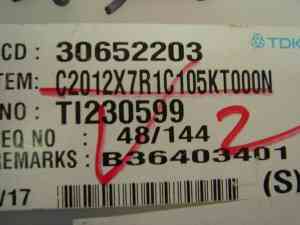 CD : 30652203
TDK
TEM: C2012X7R1C105KT000N
NO : TI230599
EQ NO : 48/144 2
REMARKS : B36403401
/17 (S)